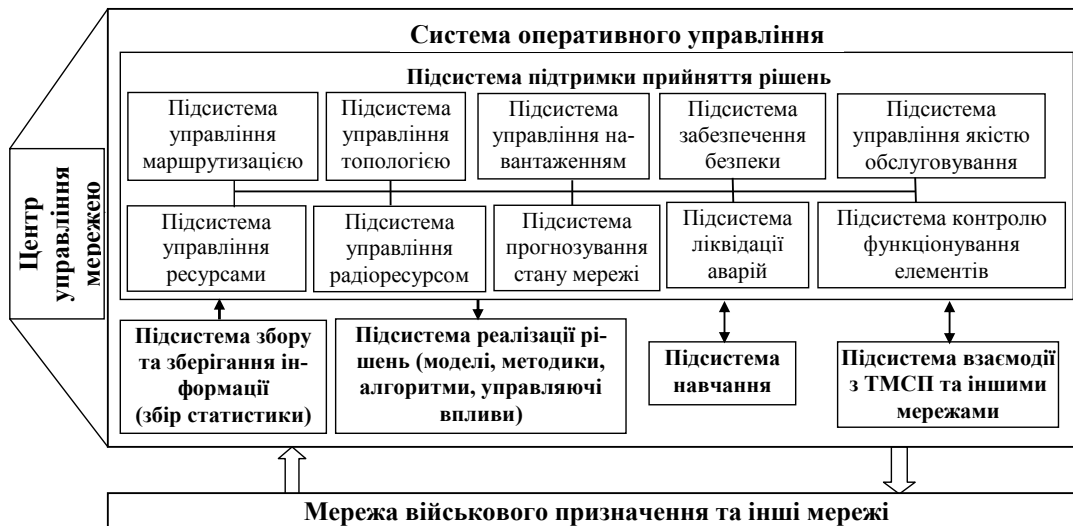 Система оперативного управління
Підсистема підтримки прийняття рішень
Підсистема
управління
маршрутизацією
Підсистема
управління
топологією
Підсистема
управління на-
вантаженням
Підсистема
забезпечення
безпеки
Підсистема
управління якістю
обслуговування
Центр
управління
мережею
Підсистема
управління
ресурсами
Підсистема
управління
радіоресурсом
Підсистема
прогнозування
стану мережі
Підсистема
ліквідації
аварій
Підсистема контролю
функціонування
елементів
Підсистема збору
та зберігання ін-
формації
(збір статистики)
Підсистема реалізації рі-
шень (моделі, методики,
алгоритми, управляючі
впливи)
Підсистема
навчання
Підсистема взаємодії
з ТМСП та іншими
мережами
Мережа військового призначення та інші мережі